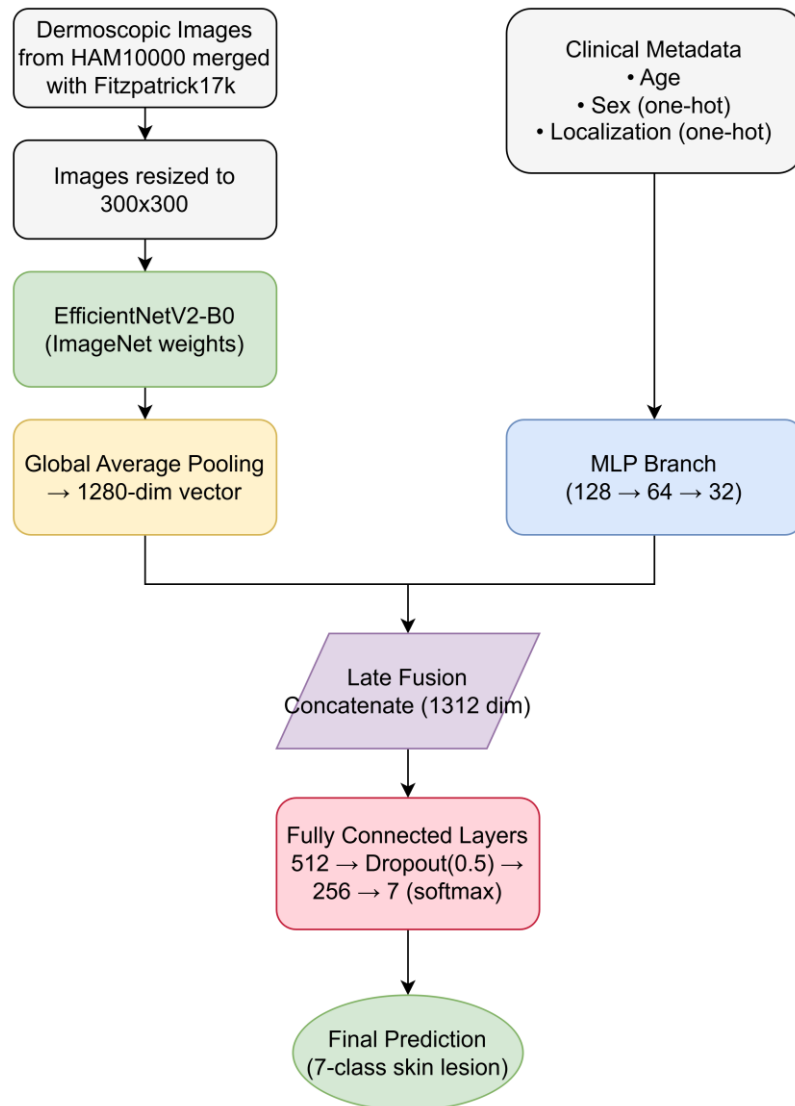 Dermoscopic Images
from HAM10000 merged
with Fitzpatrick17k
Clinical Metadata
• Age
• Sex (one-hot)
• Localization (one-hot)
Images resized to
300x300
EfficientNetV2-B0
(ImageNet weights)
Global Average Pooling
→ 1280-dim vector
MLP Branch
(128 → 64 → 32)
Late Fusion
Concatenate (1312 dim)
Fully Connected Layers
512 → Dropout(0.5) →
256 → 7 (softmax)
Final Prediction
(7-class skin lesion)